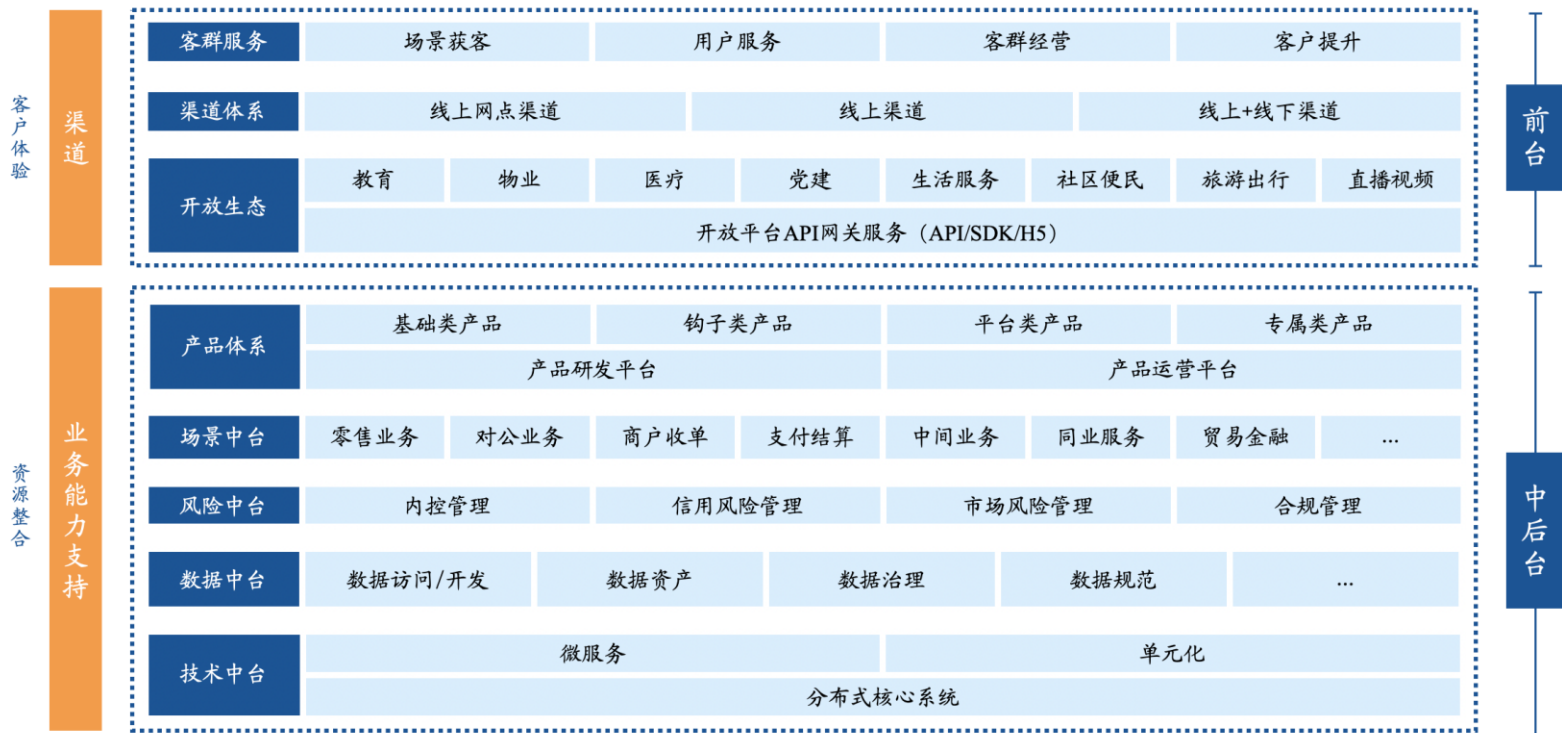 客户体验
渠道
客群服务 场景获客 用户服务 客群经营 客户提升
渠道体系 线上网点渠道 线上渠道 线上+线下渠道
开放生态
教育 物业 医疗 党建 生活服务 社区便民 旅游出行 直播视频
开放平台API网关服务（API/SDK/H5）
前台
资源整合
业务能力支持
产品体系
基础类产品 钩子类产品 平台类产品 专属类产品
产品研发平台 产品运营平台
场景中台 零售业务 对公业务 商户收单 支付结算 中间业务 同业服务 贸易金融 ...
风险中台 内控管理 信用风险管理 市场风险管理 合规管理
数据中台 数据访问/开发 数据资产 数据治理 数据规范 ...
技术中台
微服务 单元化
分布式核心系统
中后台